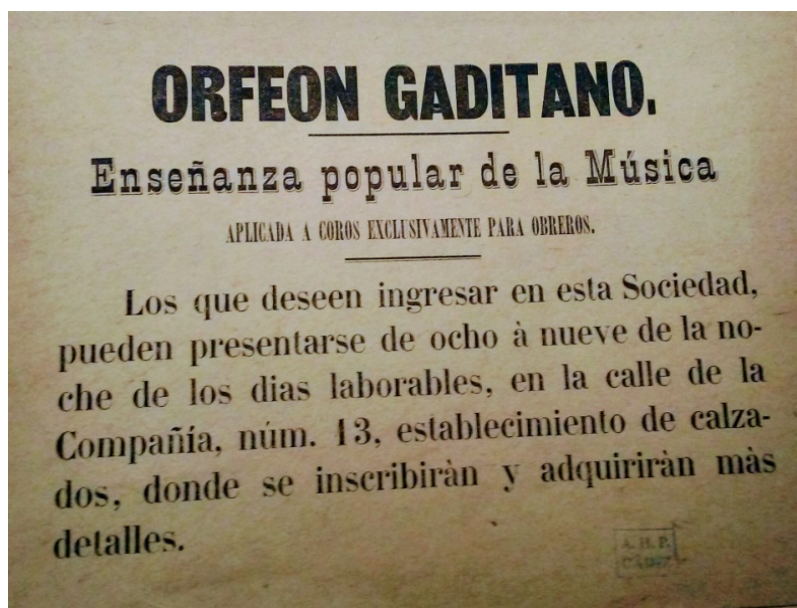 ORFEON GADITANO.
Enseñanza popular de la Música
APLICADA A COROS EXCLUSIVAMENTE PARA OBREROS.
Los que deseen ingresar en esta Sociedad,
pueden presentarse de ocho à nueve de la no-
che de los dias laborables, en la calle de la
Compañía, núm. 13, establecimiento de calza-
dos, donde se inscribiràn y adquiriràn màs
detalles.
A. H. P.
CADIZ